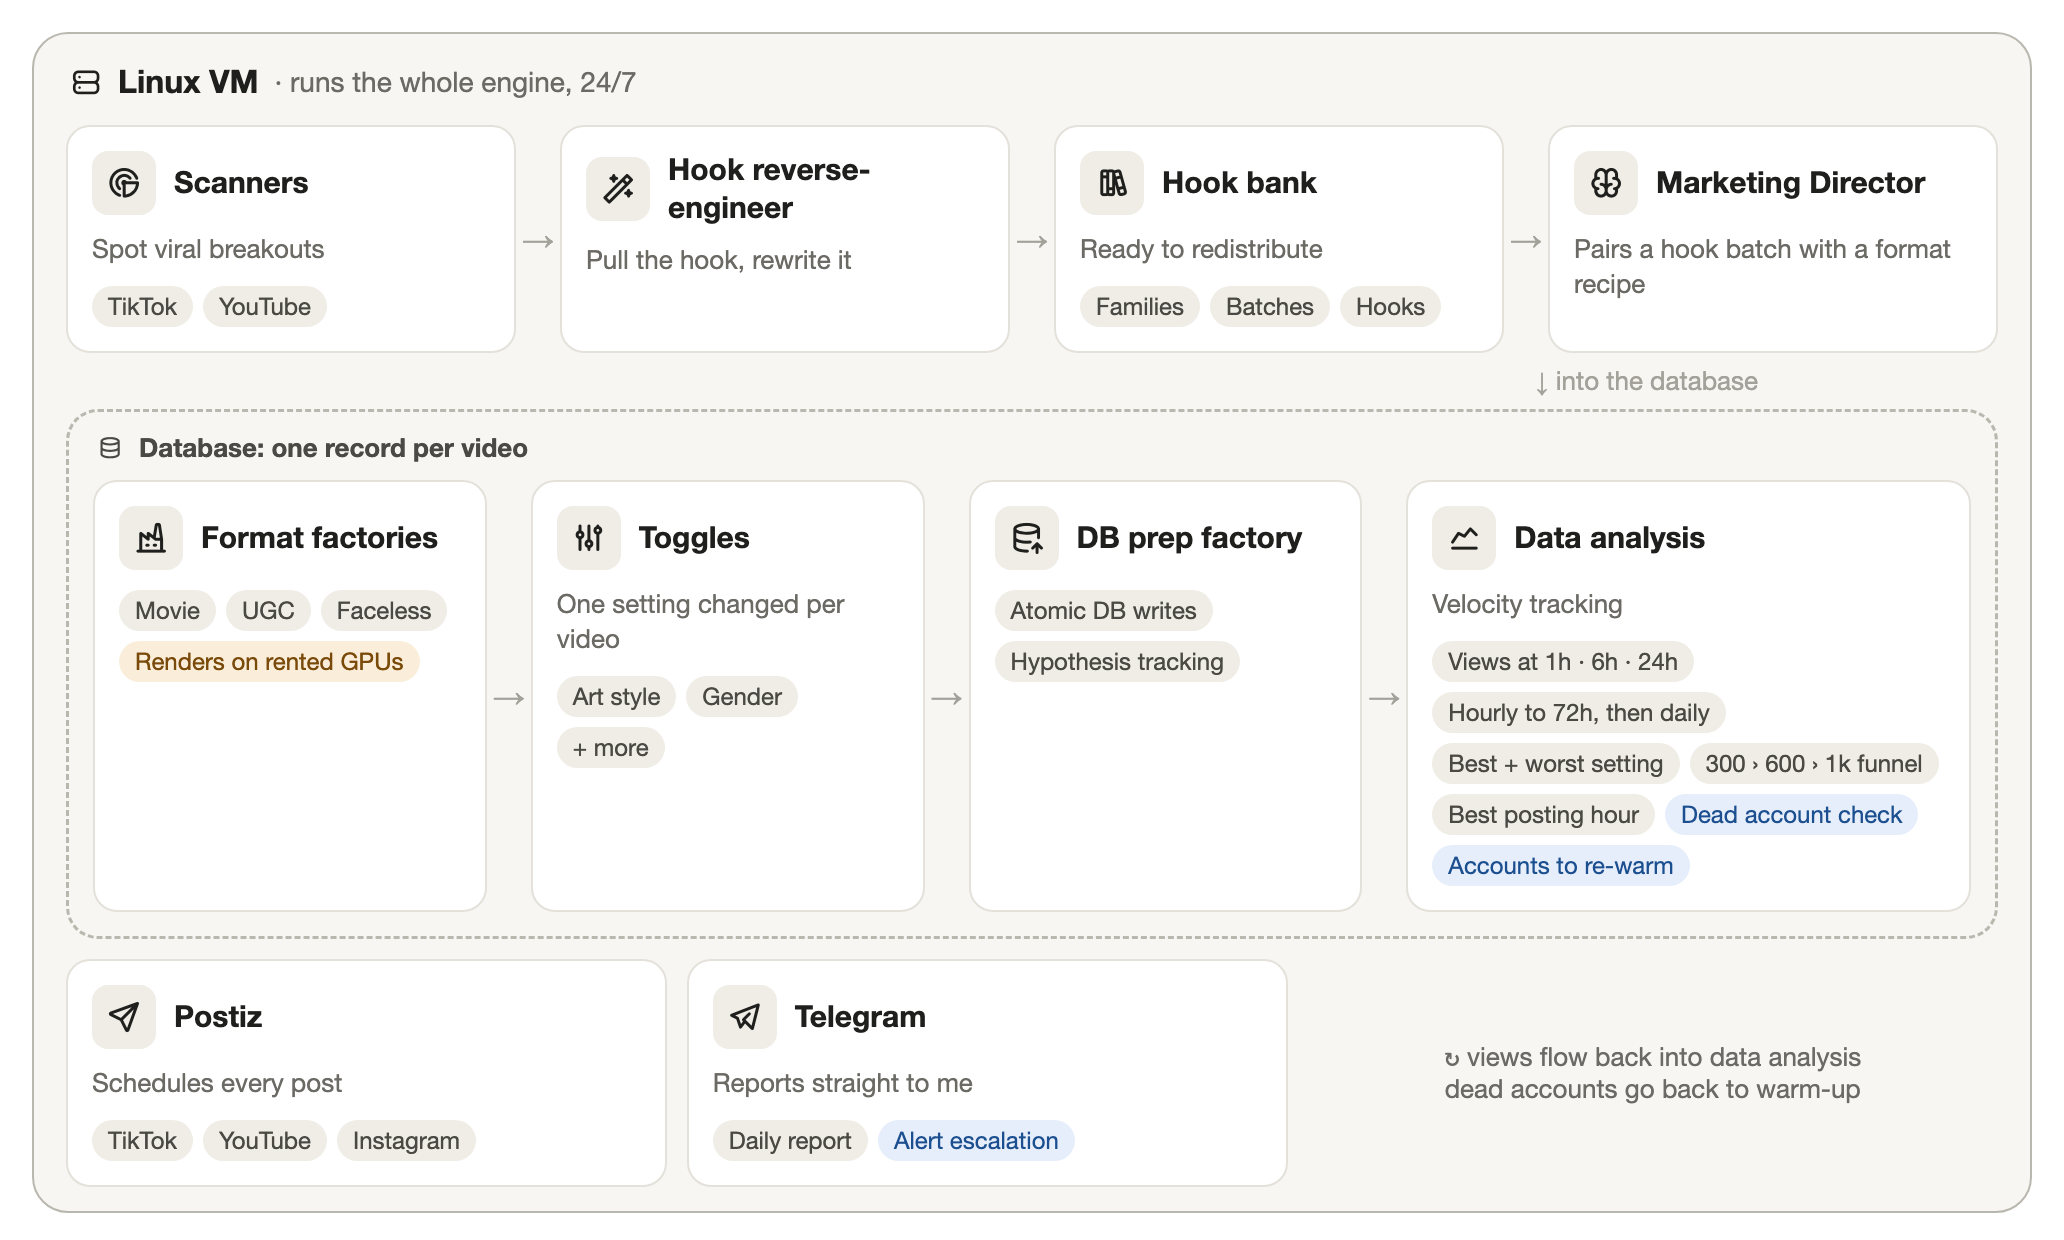 Linux VM · runs the whole engine, 24/7
Scanners
Spot viral breakouts
TikTok YouTube
→
Hook reverse-
engineer
Pull the hook, rewrite it
→
Hook bank
Ready to redistribute
Families Batches Hooks
→
Marketing Director
Pairs a hook batch with a format
recipe
↓ into the database
Database: one record per video
Format factories
Movie UGC Faceless
Renders on rented GPUs
→
Toggles
One setting changed per
video
Art style Gender
+ more
→
DB prep factory
Atomic DB writes
Hypothesis tracking
→
Data analysis
Velocity tracking
Views at 1h · 6h · 24h
Hourly to 72h, then daily
Best + worst setting 300 › 600 › 1k funnel
Best posting hour Dead account check
Accounts to re-warm
Postiz
Schedules every post
TikTok YouTube Instagram
Telegram
Reports straight to me
Daily report Alert escalation
↻ views flow back into data analysis
dead accounts go back to warm-up